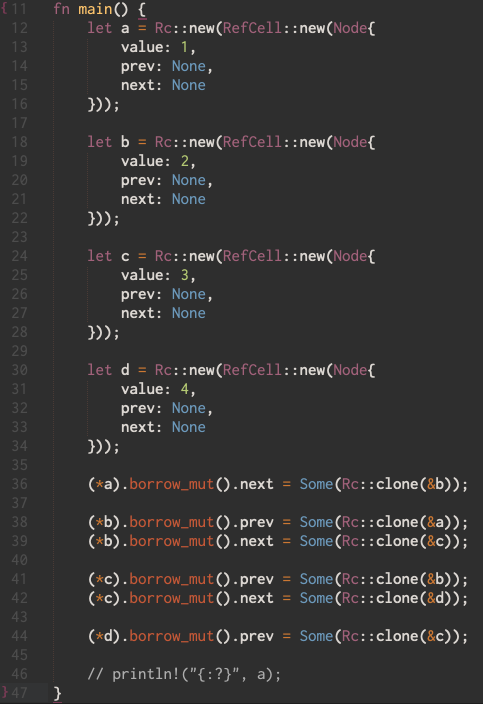 11 fn main() {
12     let a = Rc::new(RefCell::new(Node{
13         value: 1,
14         prev: None,
15         next: None
16     }));
17
18     let b = Rc::new(RefCell::new(Node{
19         value: 2,
20         prev: None,
21         next: None
22     }));
23
24     let c = Rc::new(RefCell::new(Node{
25         value: 3,
26         prev: None,
27         next: None
28     }));
29
30     let d = Rc::new(RefCell::new(Node{
31         value: 4,
32         prev: None,
33         next: None
34     }));
35
36     (*a).borrow_mut().next = Some(Rc::clone(&b));
37
38     (*b).borrow_mut().prev = Some(Rc::clone(&a));
39     (*b).borrow_mut().next = Some(Rc::clone(&c));
40
41     (*c).borrow_mut().prev = Some(Rc::clone(&b));
42     (*c).borrow_mut().next = Some(Rc::clone(&d));
43
44     (*d).borrow_mut().prev = Some(Rc::clone(&c));
45
46     // println!("{:?}", a);
47 }